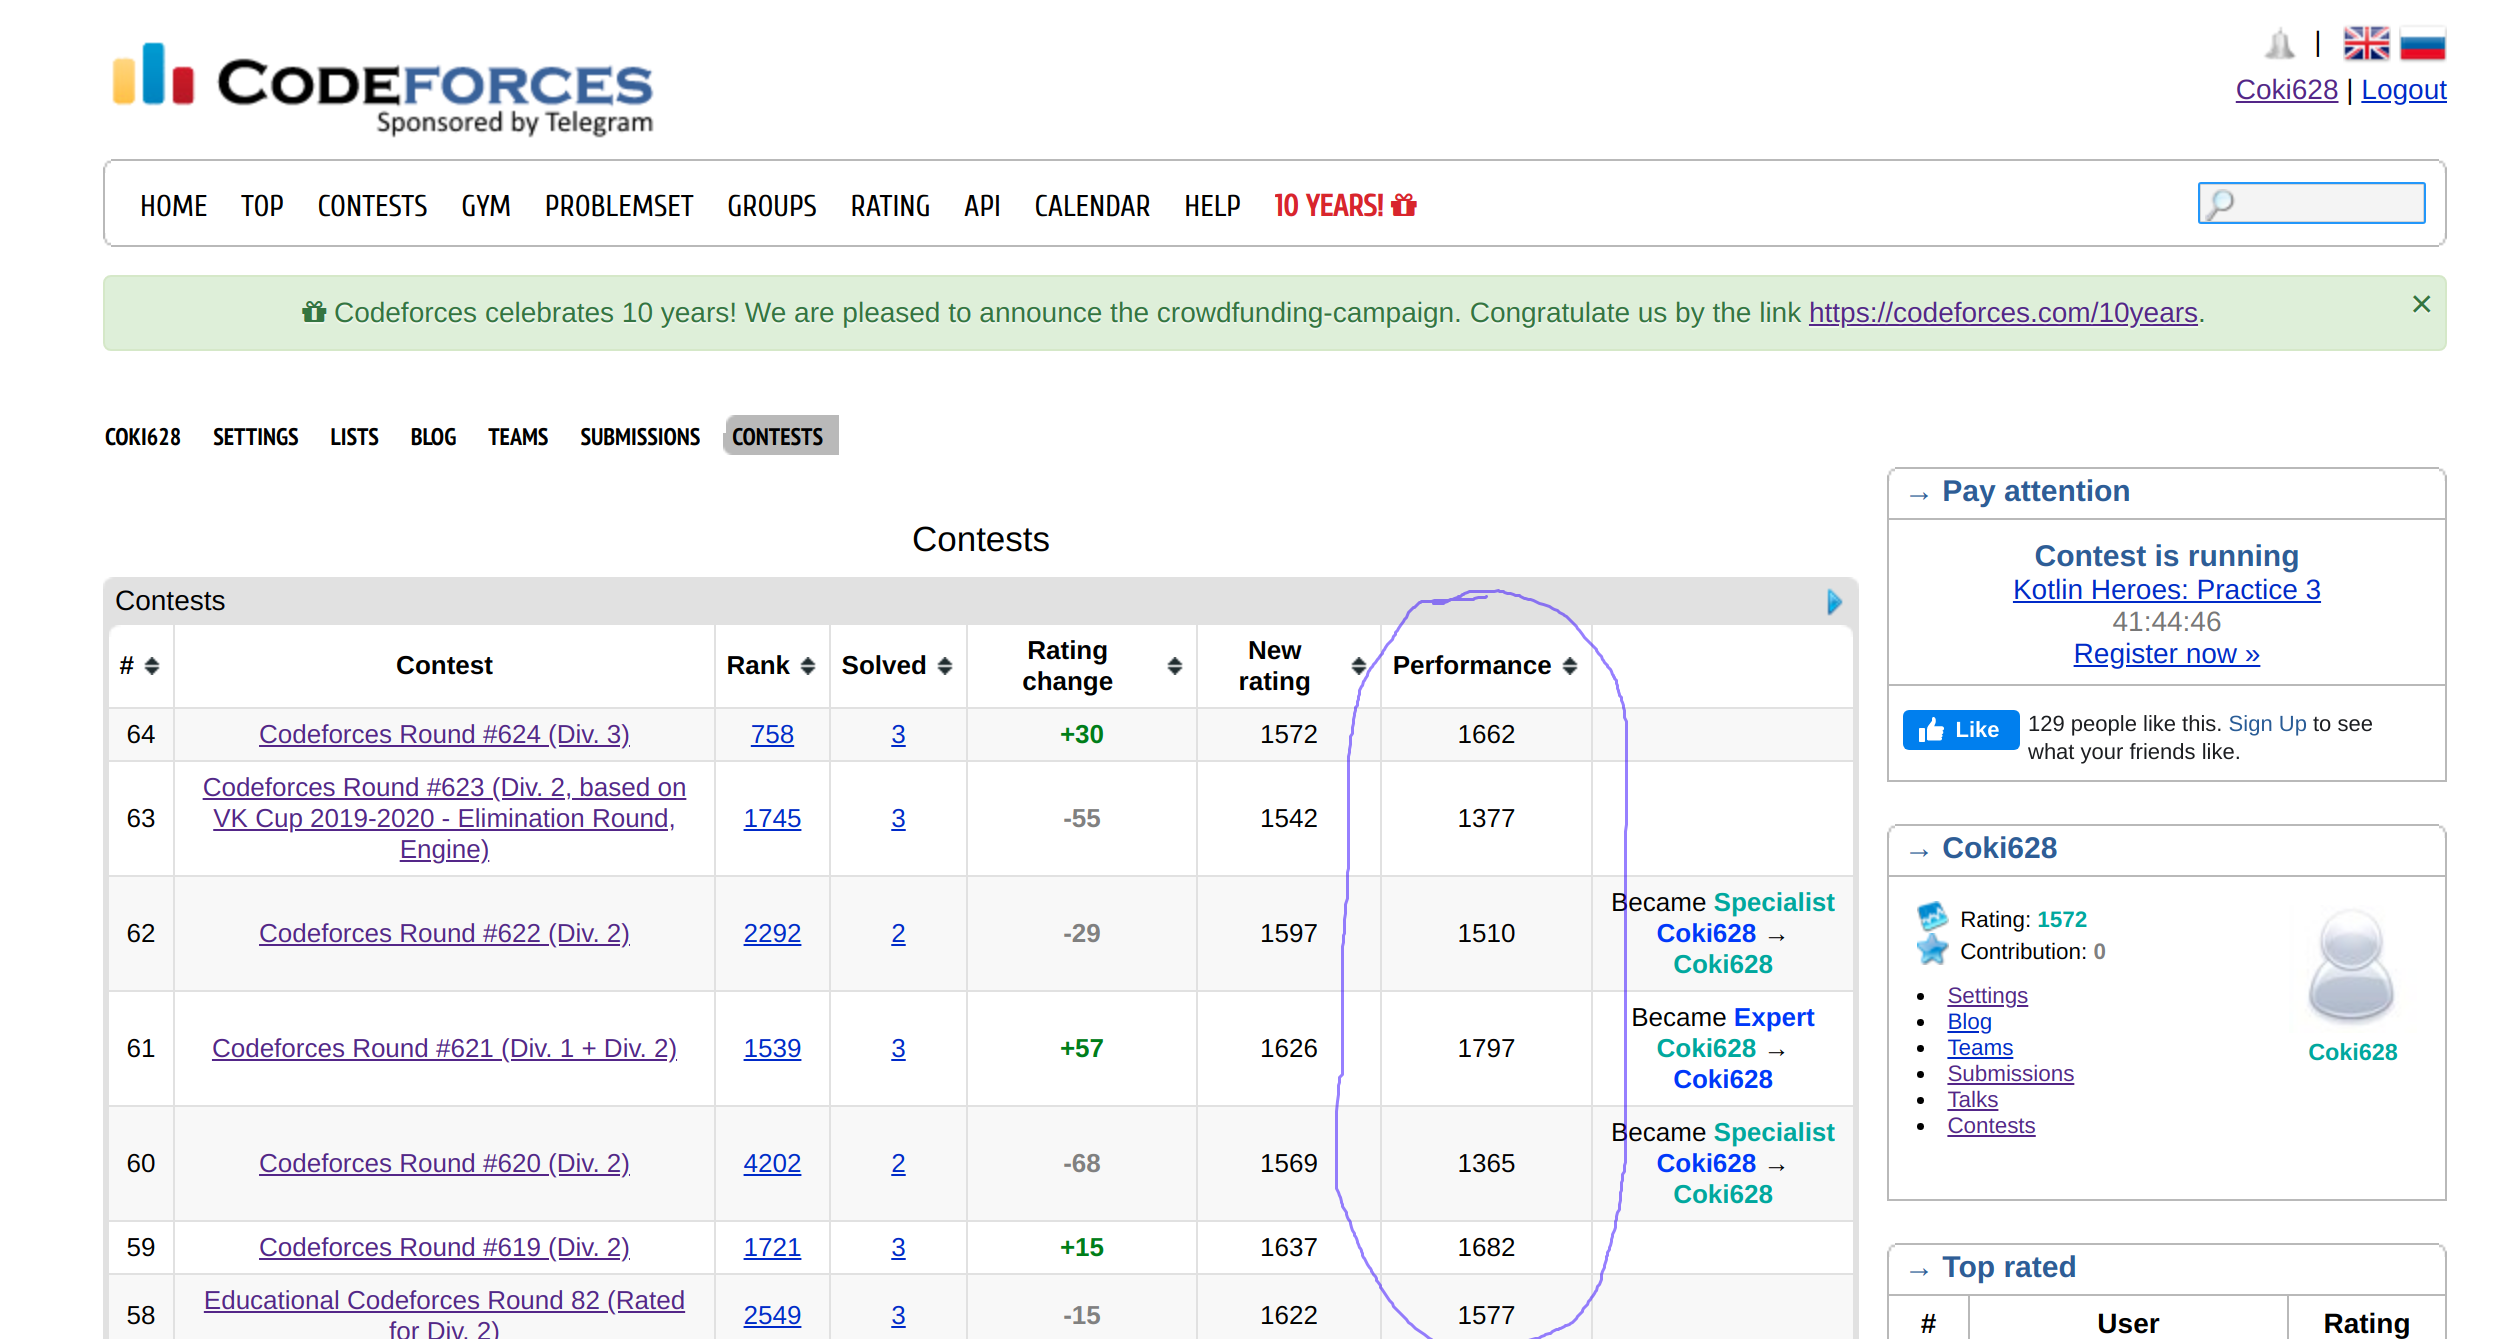 Coki628 | Logout
CODEFORCES
Sponsored by Telegram
HOME TOP CONTESTS GYM PROBLEMSET GROUPS RATING API CALENDAR HELP 10 YEARS!
Codeforces celebrates 10 years! We are pleased to announce the crowdfunding-campaign. Congratulate us by the link https://codeforces.com/10years.
COKI628 SETTINGS LISTS BLOG TEAMS SUBMISSIONS CONTESTS
Contests
Contests
# Contest Rank Solved Rating change New rating Performance
64 Codeforces Round #624 (Div. 3) 758 3 +30 1572 1662
63 Codeforces Round #623 (Div. 2, based on VK Cup 2019-2020 - Elimination Round, Engine) 1745 3 -55 1542 1377
62 Codeforces Round #622 (Div. 2) 2292 2 -29 1597 1510 Became Specialist Coki628 → Coki628
61 Codeforces Round #621 (Div. 1 + Div. 2) 1539 3 +57 1626 1797 Became Expert Coki628 → Coki628
60 Codeforces Round #620 (Div. 2) 4202 2 -68 1569 1365 Became Specialist Coki628 → Coki628
59 Codeforces Round #619 (Div. 2) 1721 3 +15 1637 1682
58 Educational Codeforces Round 82 (Rated for Div. 2) 2549 3 -15 1622 1577
→ Pay attention
Contest is running
Kotlin Heroes: Practice 3
41:44:46
Register now »
Like 129 people like this. Sign Up to see
what your friends like.
→ Coki628
Rating: 1572
Contribution: 0
Settings
Blog
Teams
Submissions
Talks
Contests
Coki628
→ Top rated
# User Rating